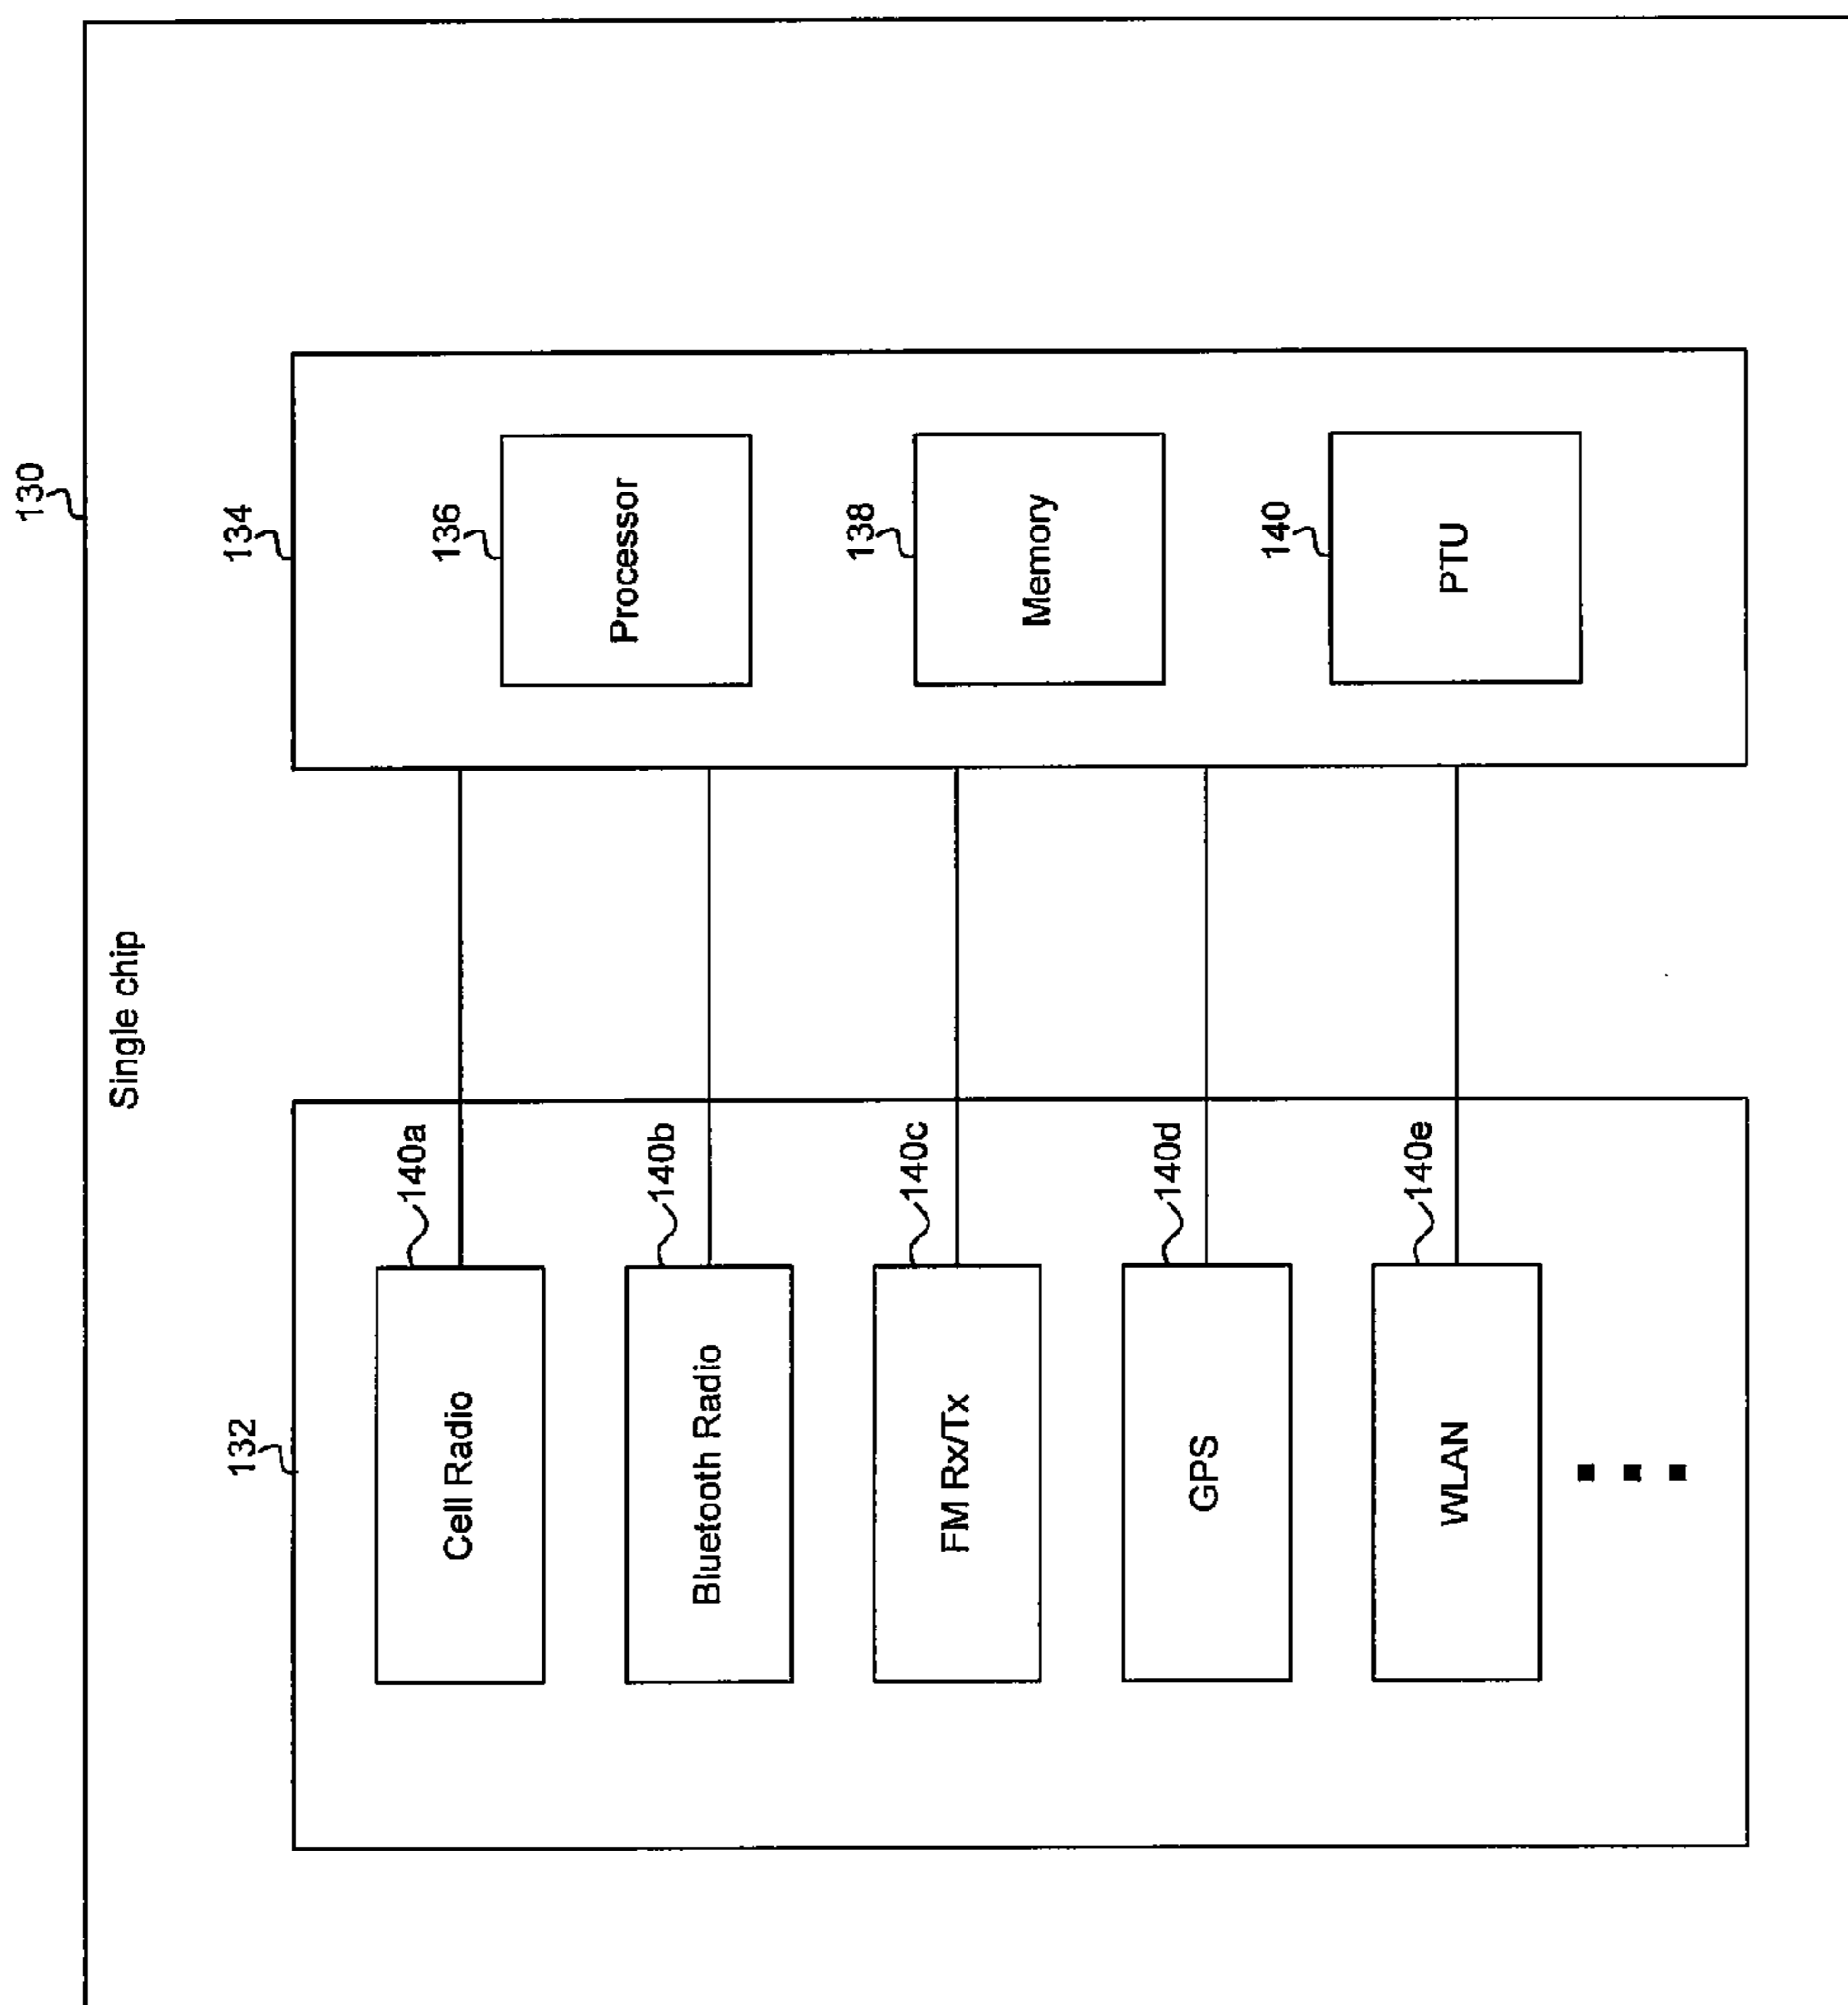 130
Single chip
132
134
Cell Radio
140a
Bluetooth Radio
140b
FM Rx/Tx
140c
GPS
140d
WLAN
140e
136
Processor
138
Memory
140
PTU